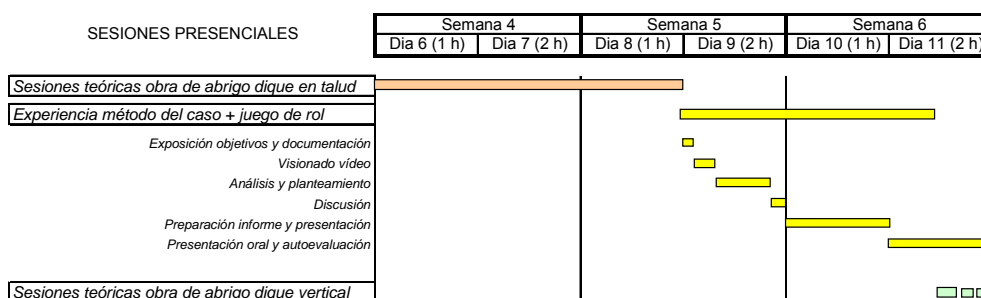 SESIONES PRESENCIALES
Semana 4 Semana 5 Semana 6
Dia 6 (1 h) Dia 7 (2 h) Dia 8 (1 h) Dia 9 (2 h) Dia 10 (1 h) Dia 11 (2 h)
Sesiones teóricas obra de abrigo dique en talud
Experiencia método del caso + juego de rol
Exposición objetivos y documentación
Visionado vídeo
Análisis y planteamiento
Discusión
Preparación informe y presentación
Presentación oral y autoevaluación
Sesiones teóricas obra de abrigo dique vertical